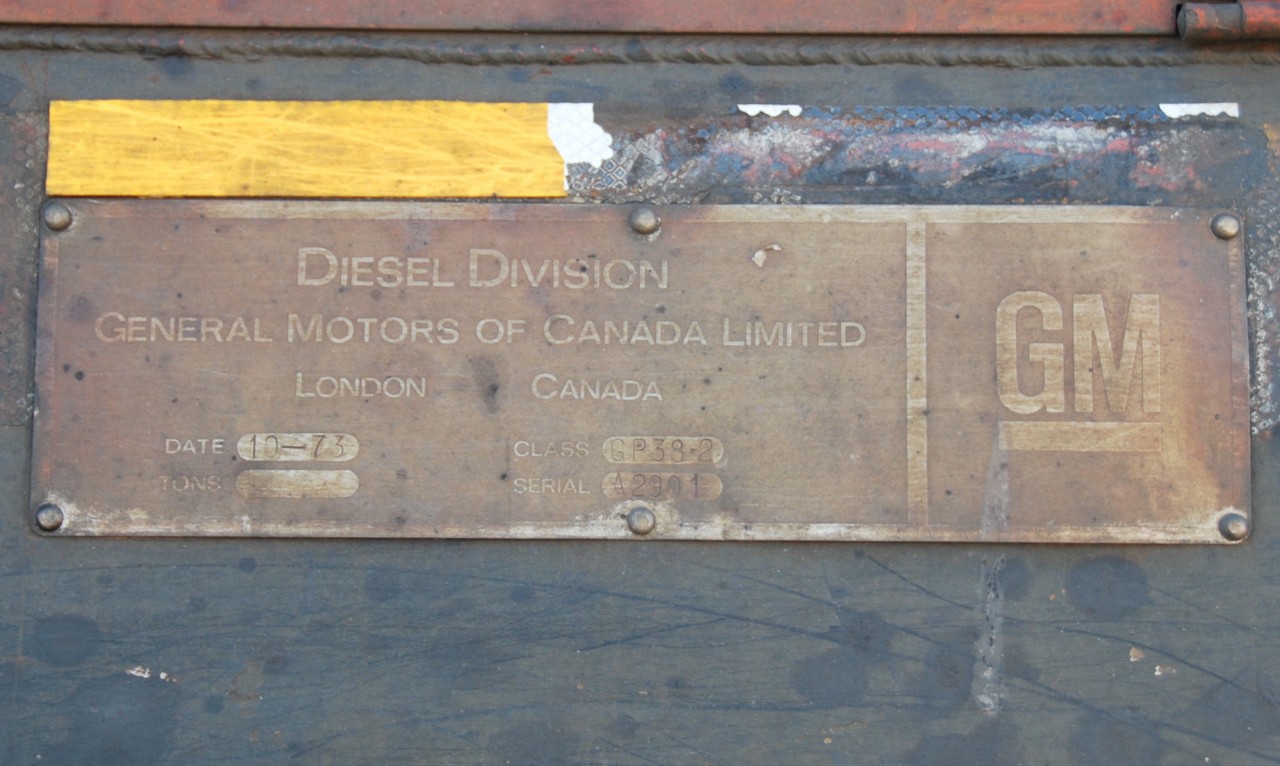 DIESEL DIVISION
GENERAL MOTORS OF CANADA LIMITED
LONDON CANADA
GM
DATE 10-73 CLASS GP38-2
TONS SERIAL A2901